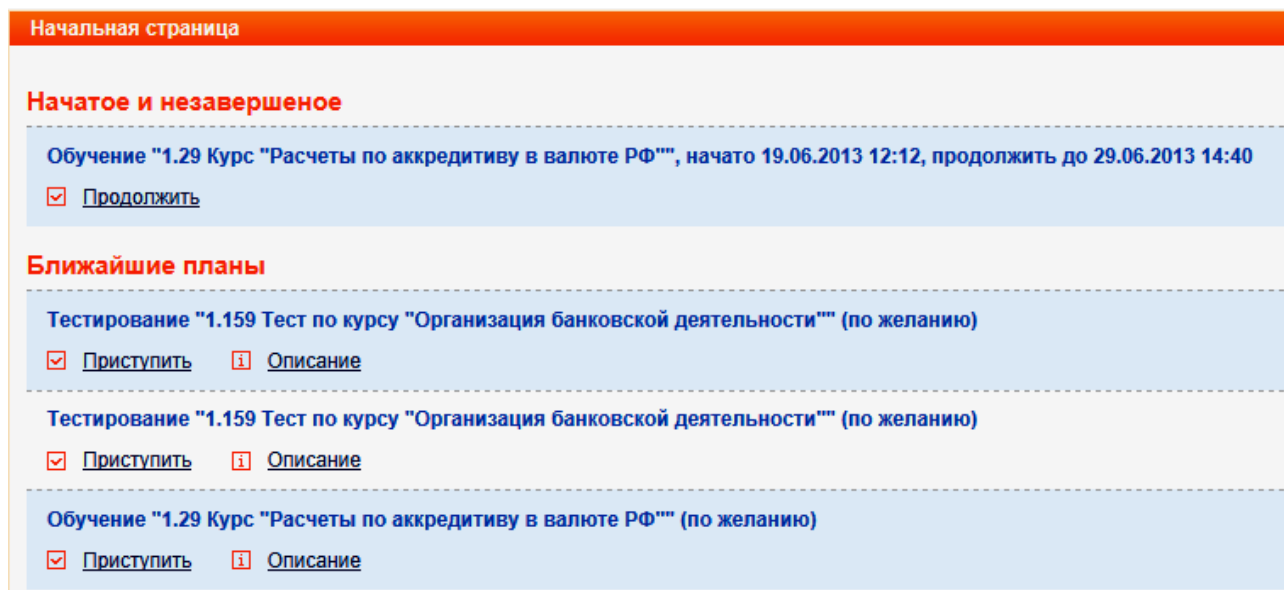 Начальная страница
Начатое и незавершеное
Обучение "1.29 Курс "Расчеты по аккредитиву в валюте РФ"", начато 19.06.2013 12:12, продолжить до 29.06.2013 14:40
Продолжить
Ближайшие планы
Тестирование "1.159 Тест по курсу "Организация банковской деятельности"" (по желанию)
Приступить Описание
Тестирование "1.159 Тест по курсу "Организация банковской деятельности"" (по желанию)
Приступить Описание
Обучение "1.29 Курс "Расчеты по аккредитиву в валюте РФ"" (по желанию)
Приступить Описание